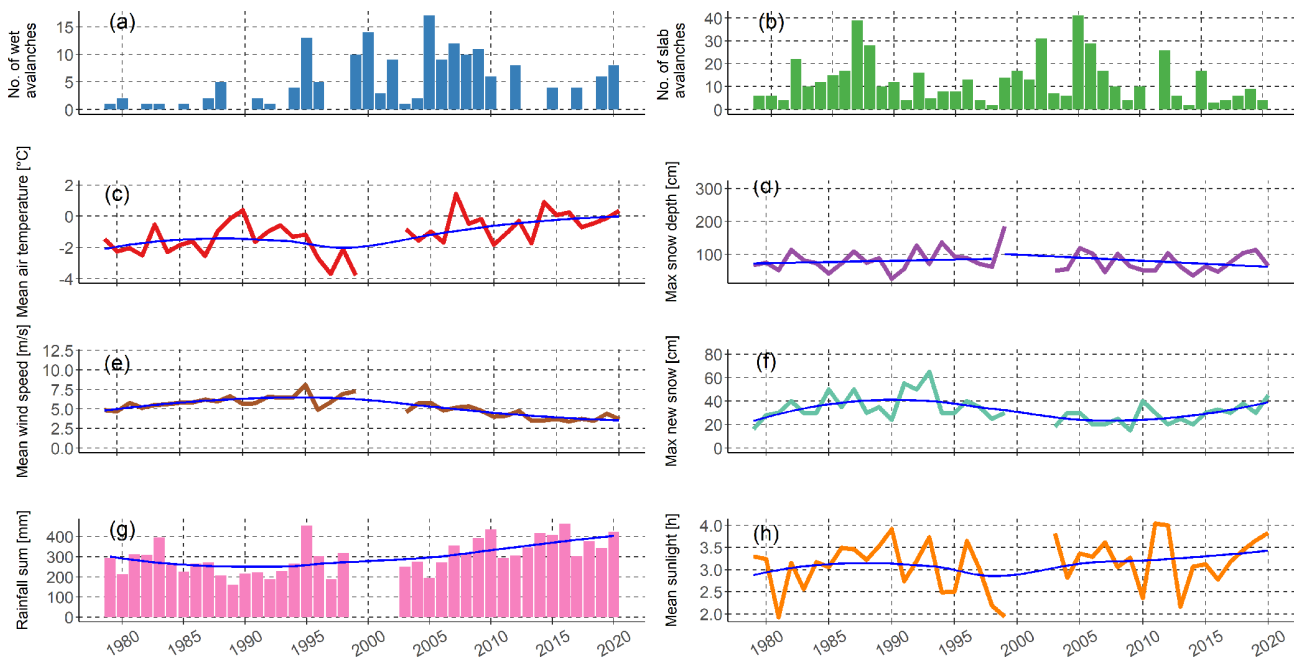 (a)
No. of wet
avalanches
15
10
5
0
(b)
No. of slab
avalanches
40
30
20
10
0
(c)
Mean air temperature [°C]
2
0
-2
-4
(d)
Max snow depth [cm]
300
200
100
(e)
Mean wind speed [m/s]
12.5
10.0
7.5
5.0
2.5
0.0
(f)
Max new snow [cm]
80
60
40
20
0
(g)
Rainfall sum [mm]
400
300
200
100
0
1980 1985 1990 1995 2000 2005 2010 2015 2020
(h)
Mean sunlight [h]
4.0
3.5
3.0
2.5
2.0
1980 1985 1990 1995 2000 2005 2010 2015 2020